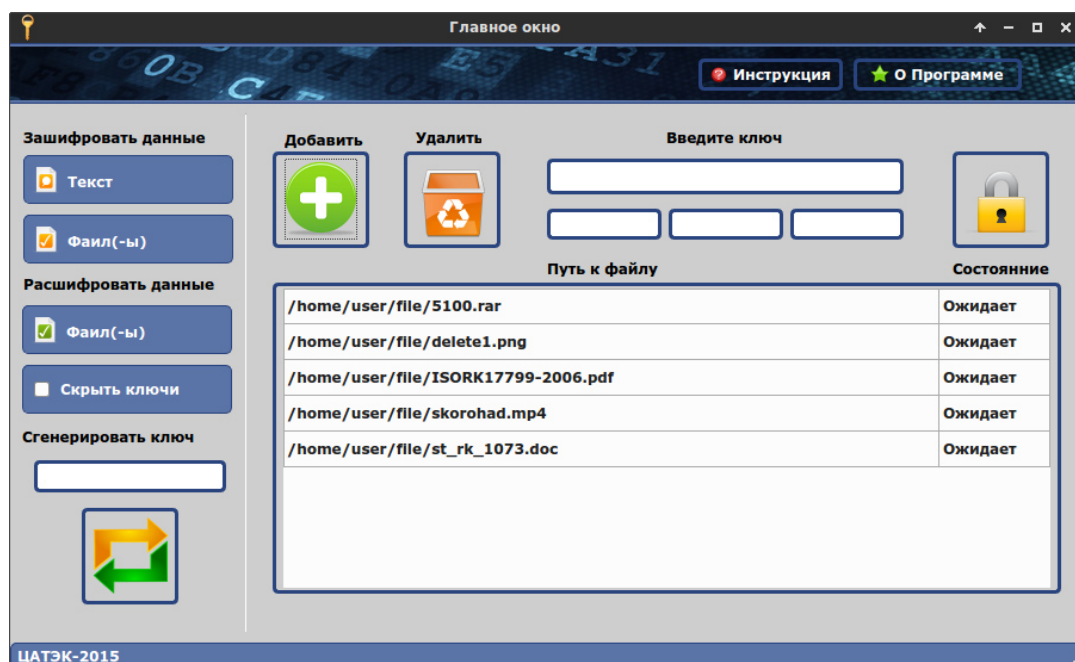 Главное окно
Инструкция
О Программе
Зашифровать данные
Текст
Фаил(-ы)
Расшифровать данные
Фаил(-ы)
Скрыть ключи
Сгенерировать ключ
Добавить
Удалить
Введите ключ
Путь к файлу Состоянние
/home/user/file/5100.rar Ожидает
/home/user/file/delete1.png Ожидает
/home/user/file/ISORK17799-2006.pdf Ожидает
/home/user/file/skorohad.mp4 Ожидает
/home/user/file/st_rk_1073.doc Ожидает
ЦАТЭК-2015